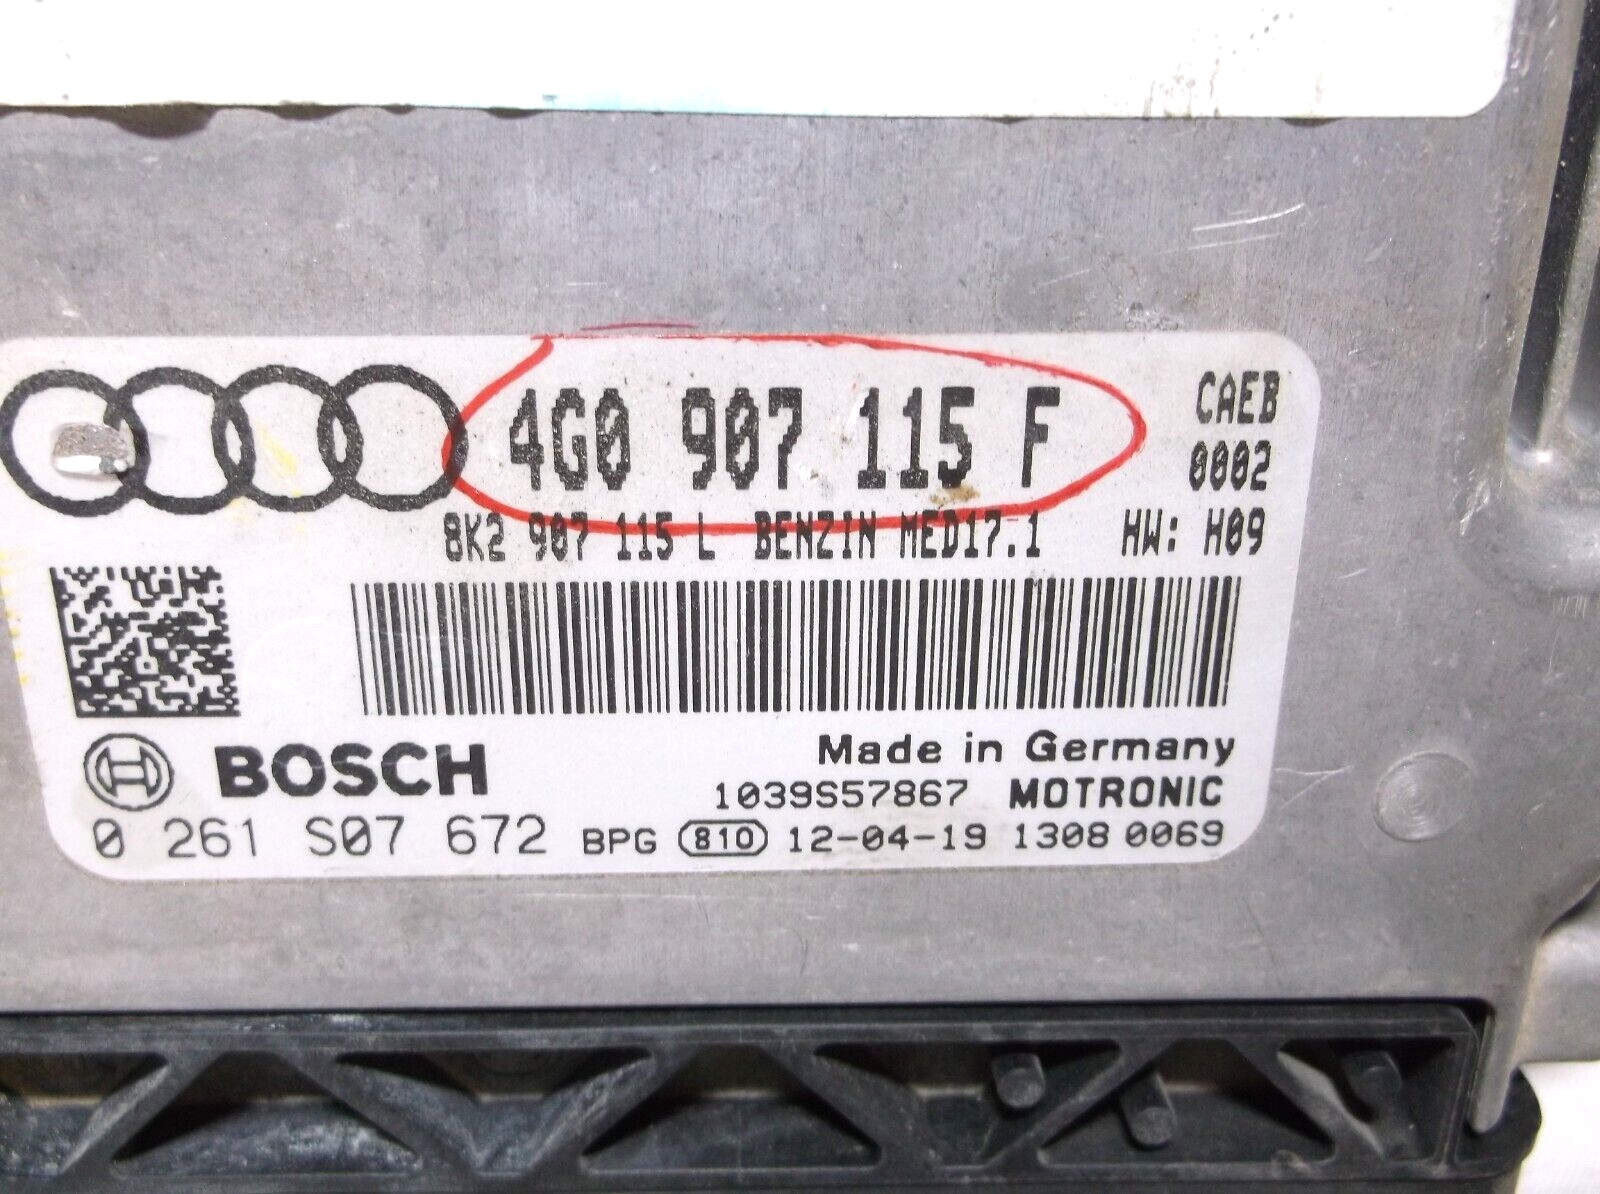 4G0 907 115 F CAEB
0002
8K2 907 115 L BENZIN MED17.1 HW: H09
BOSCH Made in Germany
1039S57867 MOTRONIC
0 261 S07 672 BPG 810 12-04-19 1308 0069